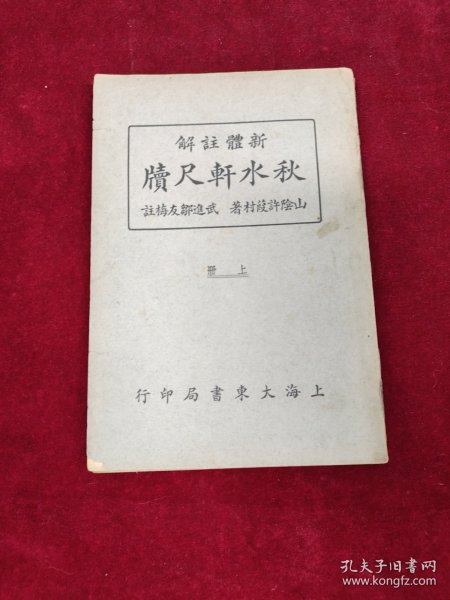 新體註解
秋水軒尺牘
山陰許葭村著 武進鄒友梅註
上冊
上海大東書局印行
孔夫子旧书网
www.kongfz.com